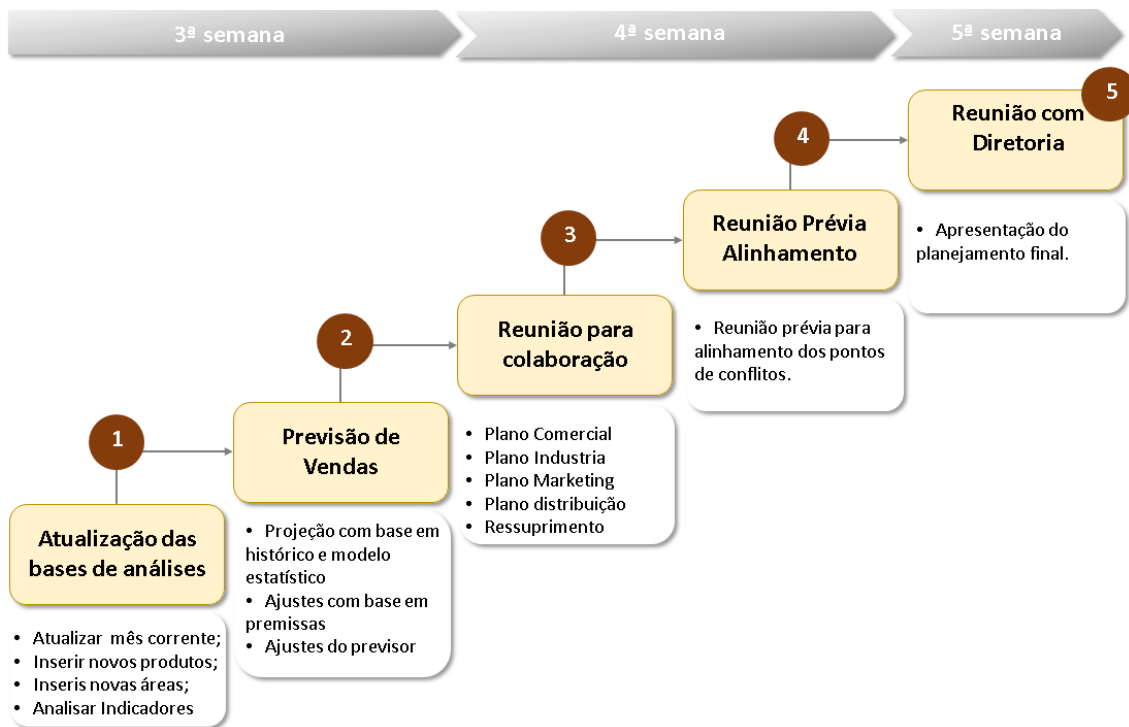 3ª semana
4ª semana
5ª semana
1
Atualização das
bases de análises
• Atualizar mês corrente;
• Inserir novos produtos;
• Inseris novas áreas;
• Analisar Indicadores
2
Previsão de
Vendas
• Projeção com base em
histórico e modelo
estatístico
• Ajustes com base em
premissas
• Ajustes do previsor
3
Reunião para
colaboração
• Plano Comercial
• Plano Industria
• Plano Marketing
• Plano distribuição
• Ressuprimento
4
Reunião Prévia
Alinhamento
• Reunião prévia para
alinhamento dos pontos
de conflitos.
5
Reunião com
Diretoria
• Apresentação do
planejamento final.